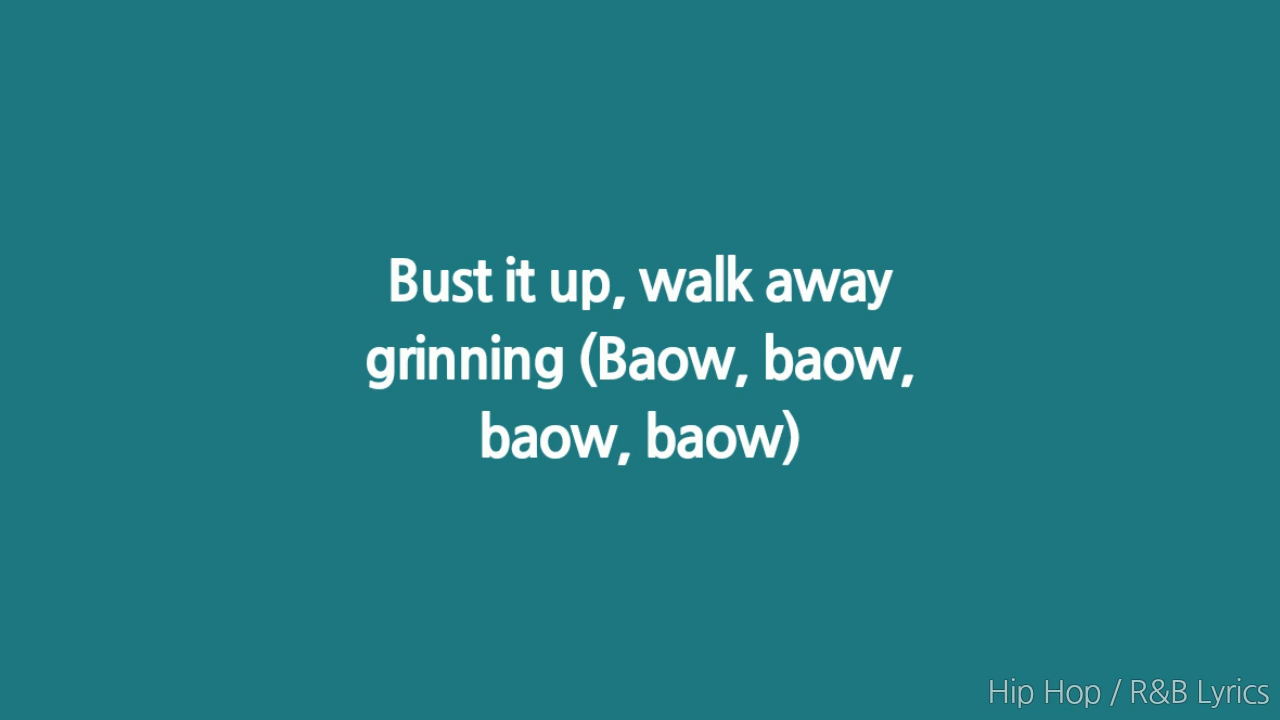 Bust it up, walk away
grinning (Baow, baow,
baow, baow)
Hip Hop / R&B Lyrics